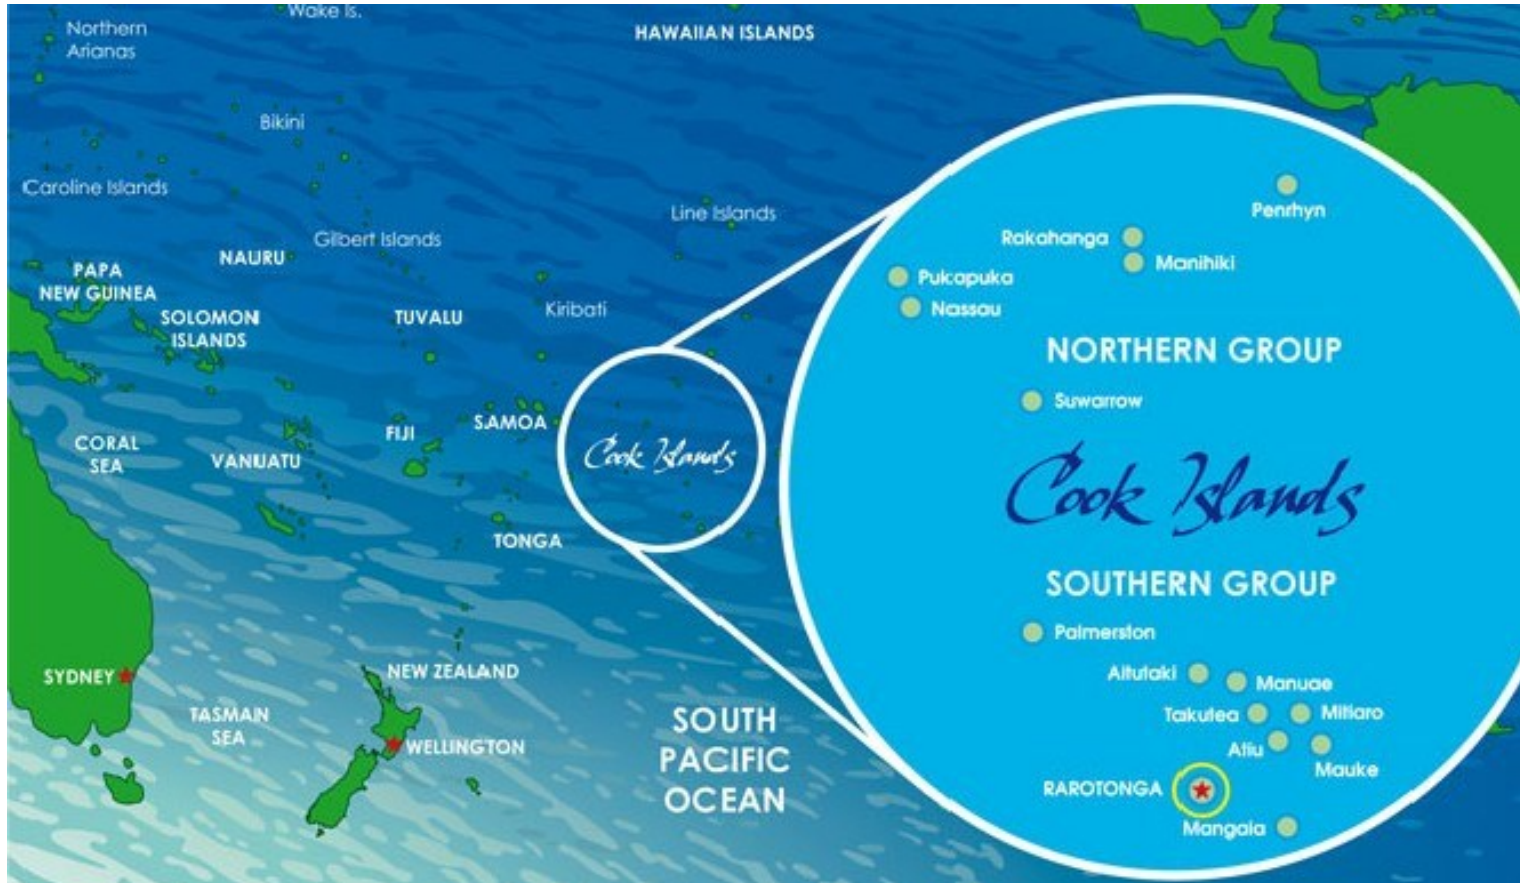 Wake Is.
Northern
Arianas
HAWAIIAN ISLANDS
Bikini
Caroline Islands
Line Islands
Gilbert Islands
NAURU
PAPA
NEW GUINEA
SOLOMON
ISLANDS
TUVALU
Kiribati
CORAL
SEA
VANUATU
FIJI
SAMOA
Cook Islands
TONGA
SYDNEY
TASMAIN
SEA
NEW ZEALAND
WELLINGTON
SOUTH
PACIFIC
OCEAN
Penrhyn
Rakahanga
Manihiki
Pukapuka
Nassau
NORTHERN GROUP
Suwarrow
Cook Islands
SOUTHERN GROUP
Palmerston
Aitutaki
Manuae
Takutea
Mitiaro
Atiu
Mauke
RAROTONGA
Mangaia